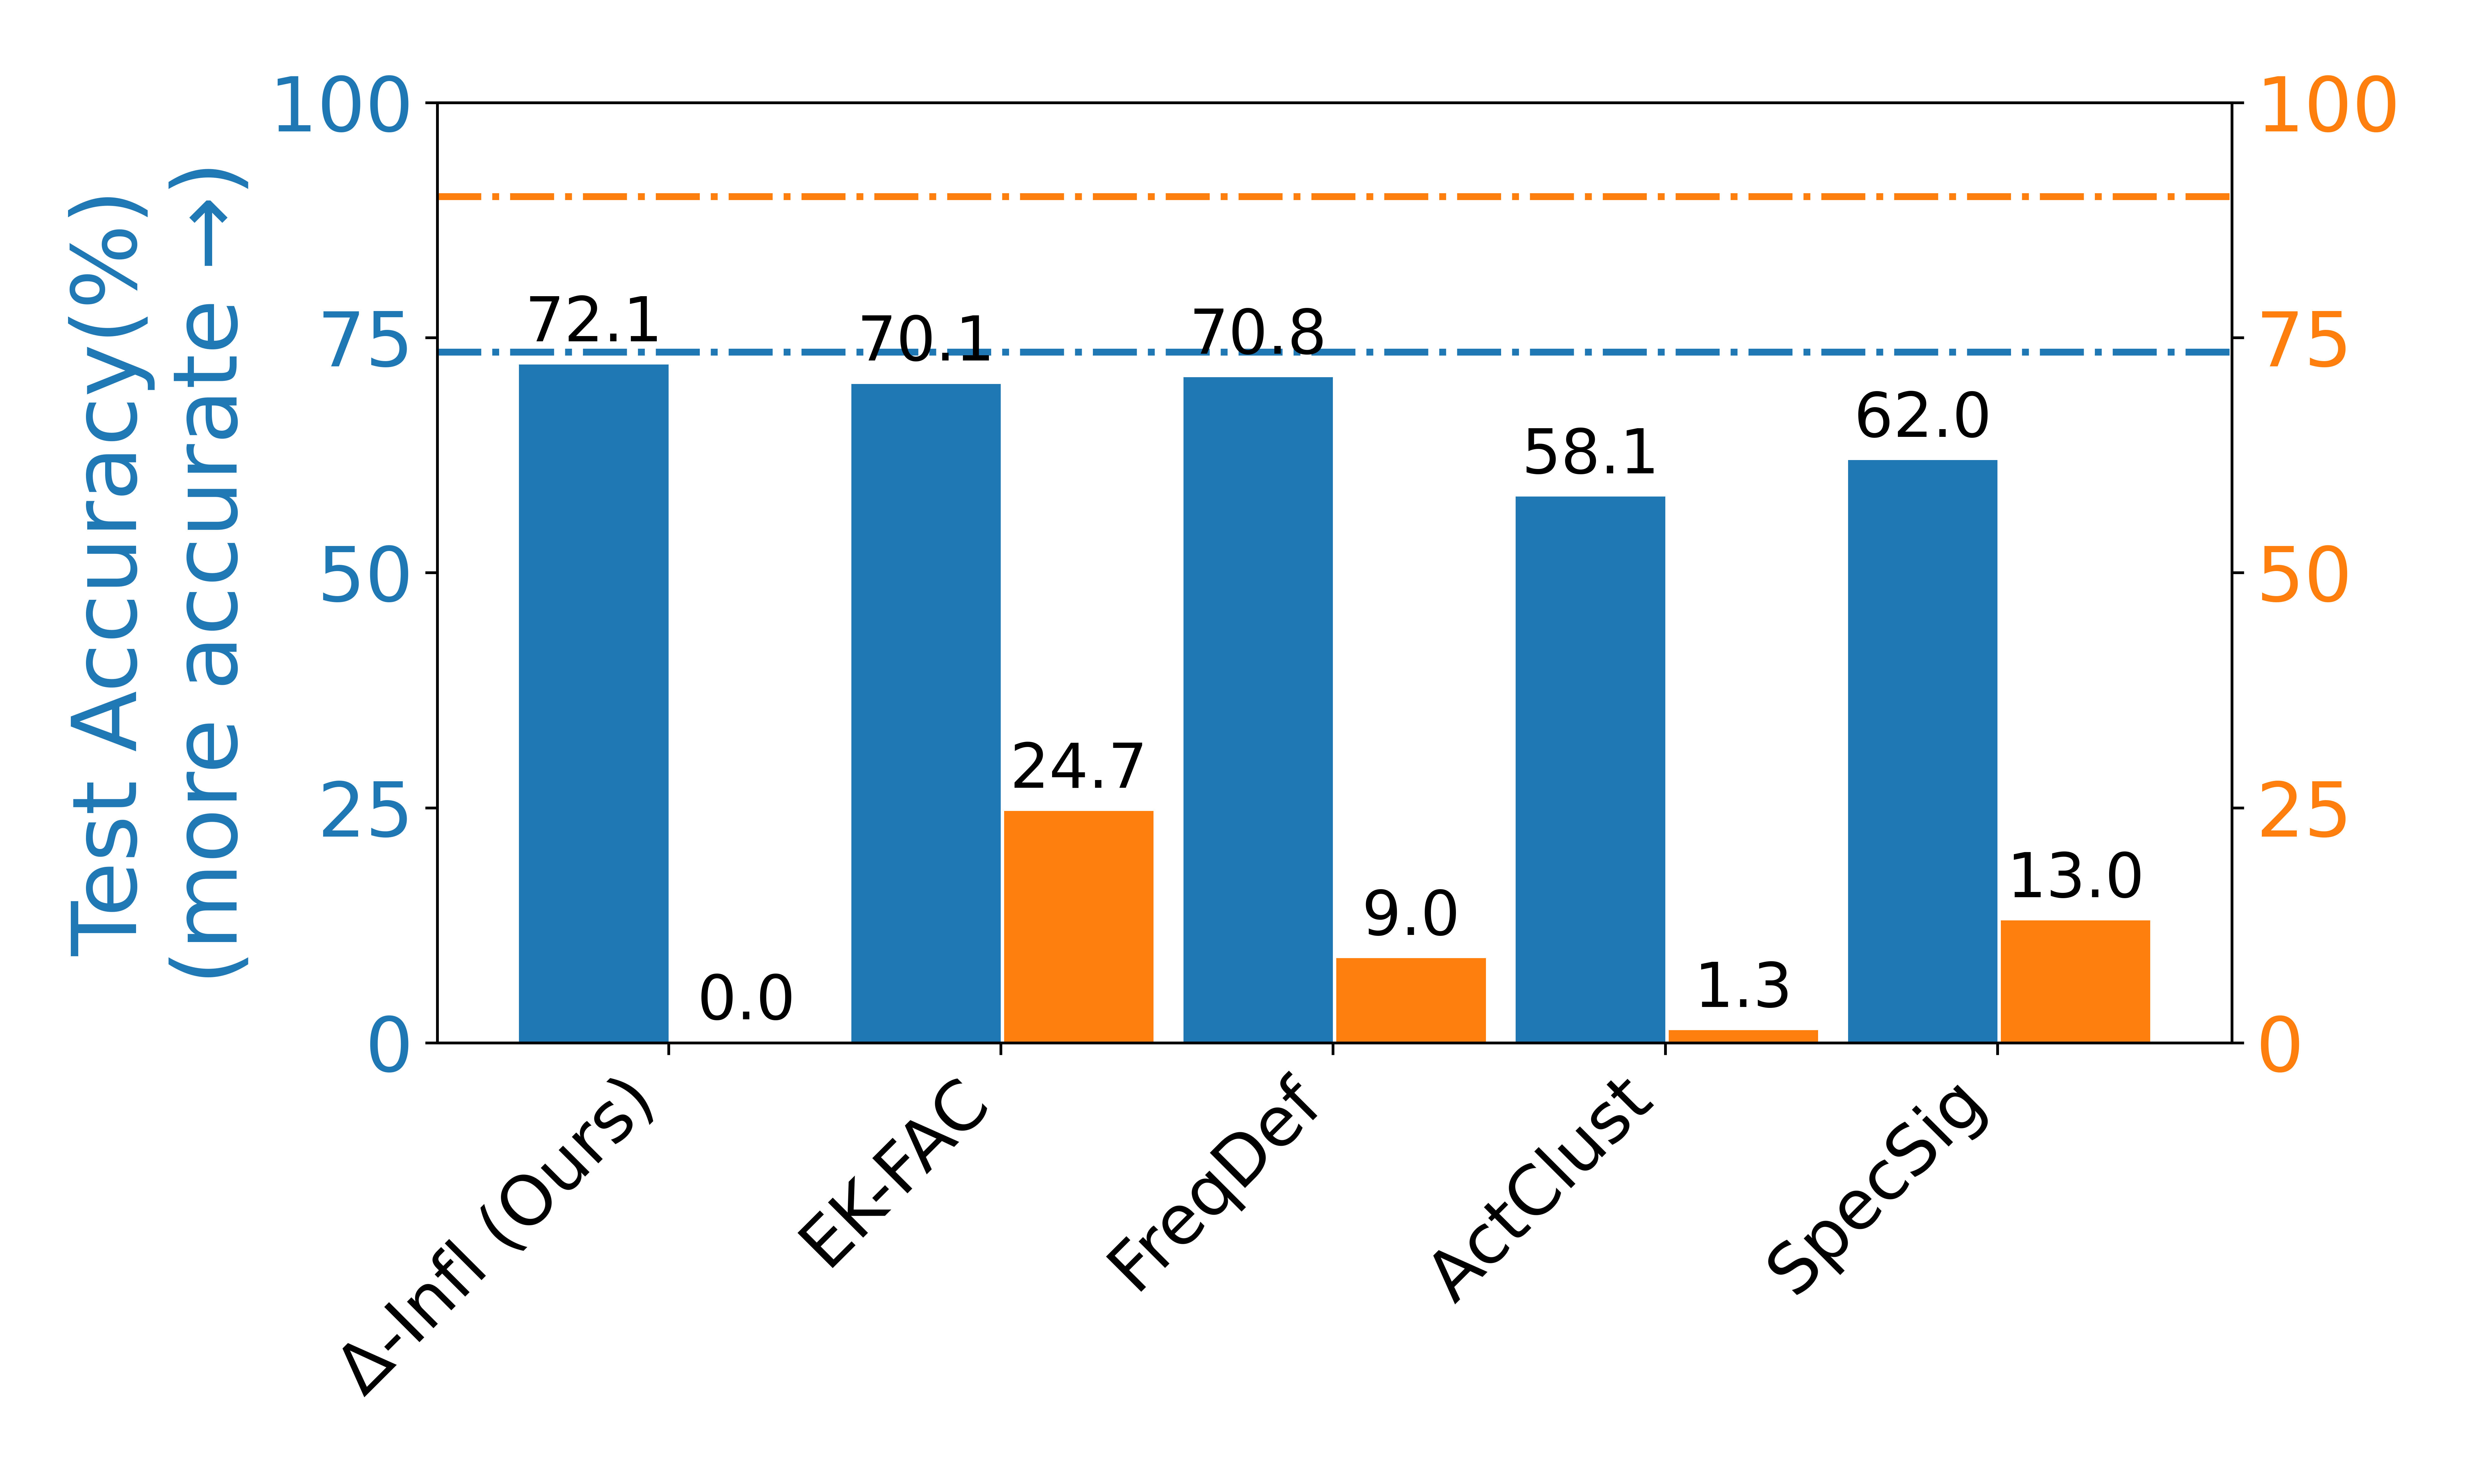 Test Accuracy(%)
(more accurate →)
100
75
50
25
0
100
75
50
25
0
72.1
0.0
70.1
24.7
70.8
9.0
58.1
1.3
62.0
13.0
Δ-Infl (Ours)
EK-FAC
FreqDef
ActClust
SpecSig